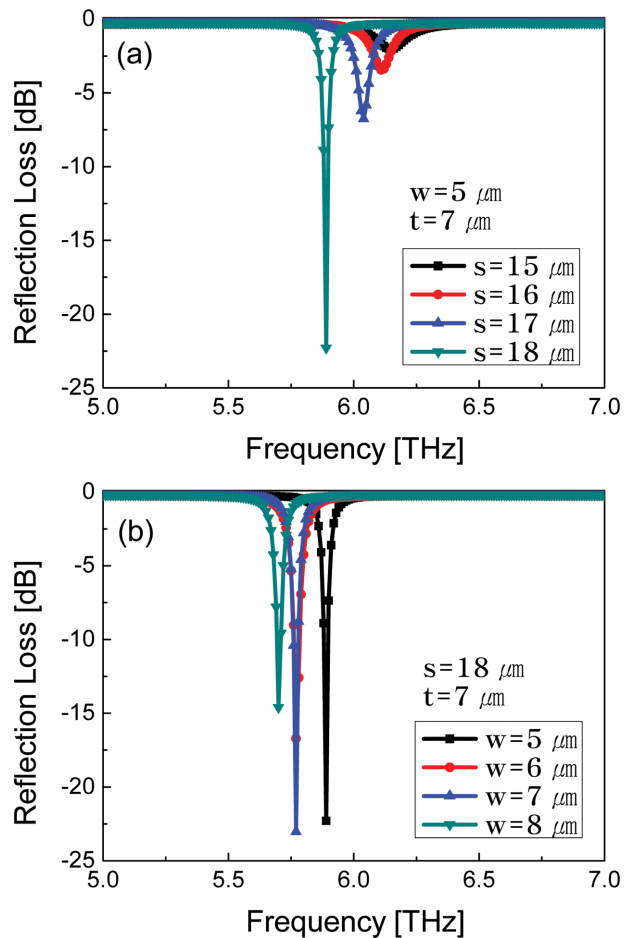 (a)
Reflection Loss [dB]
0
-5
-10
-15
-20
-25
w=5 μm
t=7 μm
s=15 μm
s=16 μm
s=17 μm
s=18 μm
5.0 5.5 6.0 6.5 7.0
Frequency [THz]
(b)
Reflection Loss [dB]
0
-5
-10
-15
-20
-25
s=18 μm
t=7 μm
w=5 μm
w=6 μm
w=7 μm
w=8 μm
5.0 5.5 6.0 6.5 7.0
Frequency [THz]